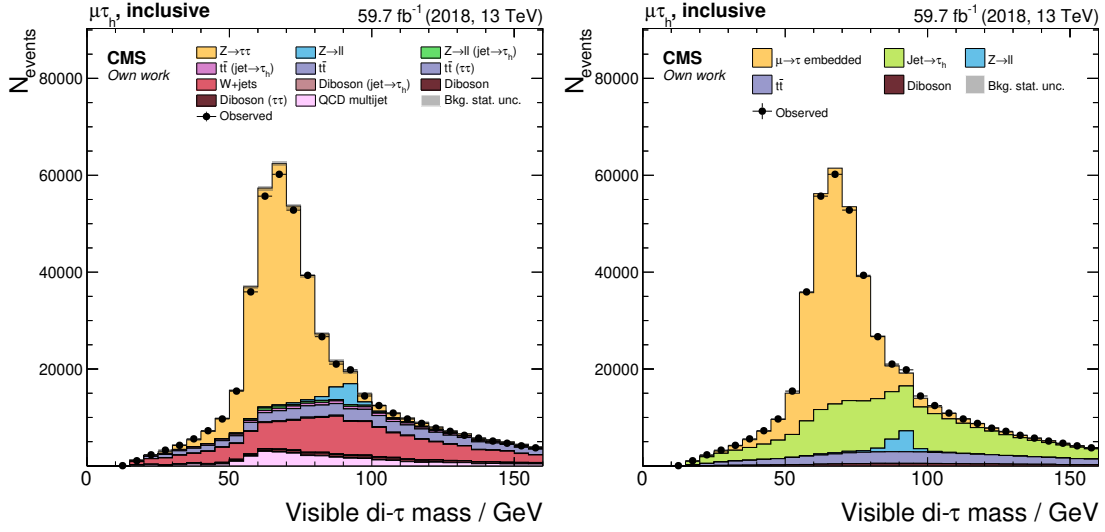 μτh, inclusive
59.7 fb-1 (2018, 13 TeV)
Nevents
CMS
Own work
Z→ττ
Z→ll
Z→ll (jet→τh)
tt̄ (jet→τh)
tt̄
tt̄ (ττ)
W+jets
Diboson (jet→τh)
Diboson
Diboson (ττ)
QCD multijet
Bkg. stat. unc.
Observed
80000
60000
40000
20000
0
50
100
150
Visible di-τ mass / GeV
μτh, inclusive
59.7 fb-1 (2018, 13 TeV)
Nevents
CMS
Own work
μ→τ embedded
Jet→τh
Z→ll
tt̄
Diboson
Bkg. stat. unc.
Observed
80000
60000
40000
20000
0
50
100
150
Visible di-τ mass / GeV